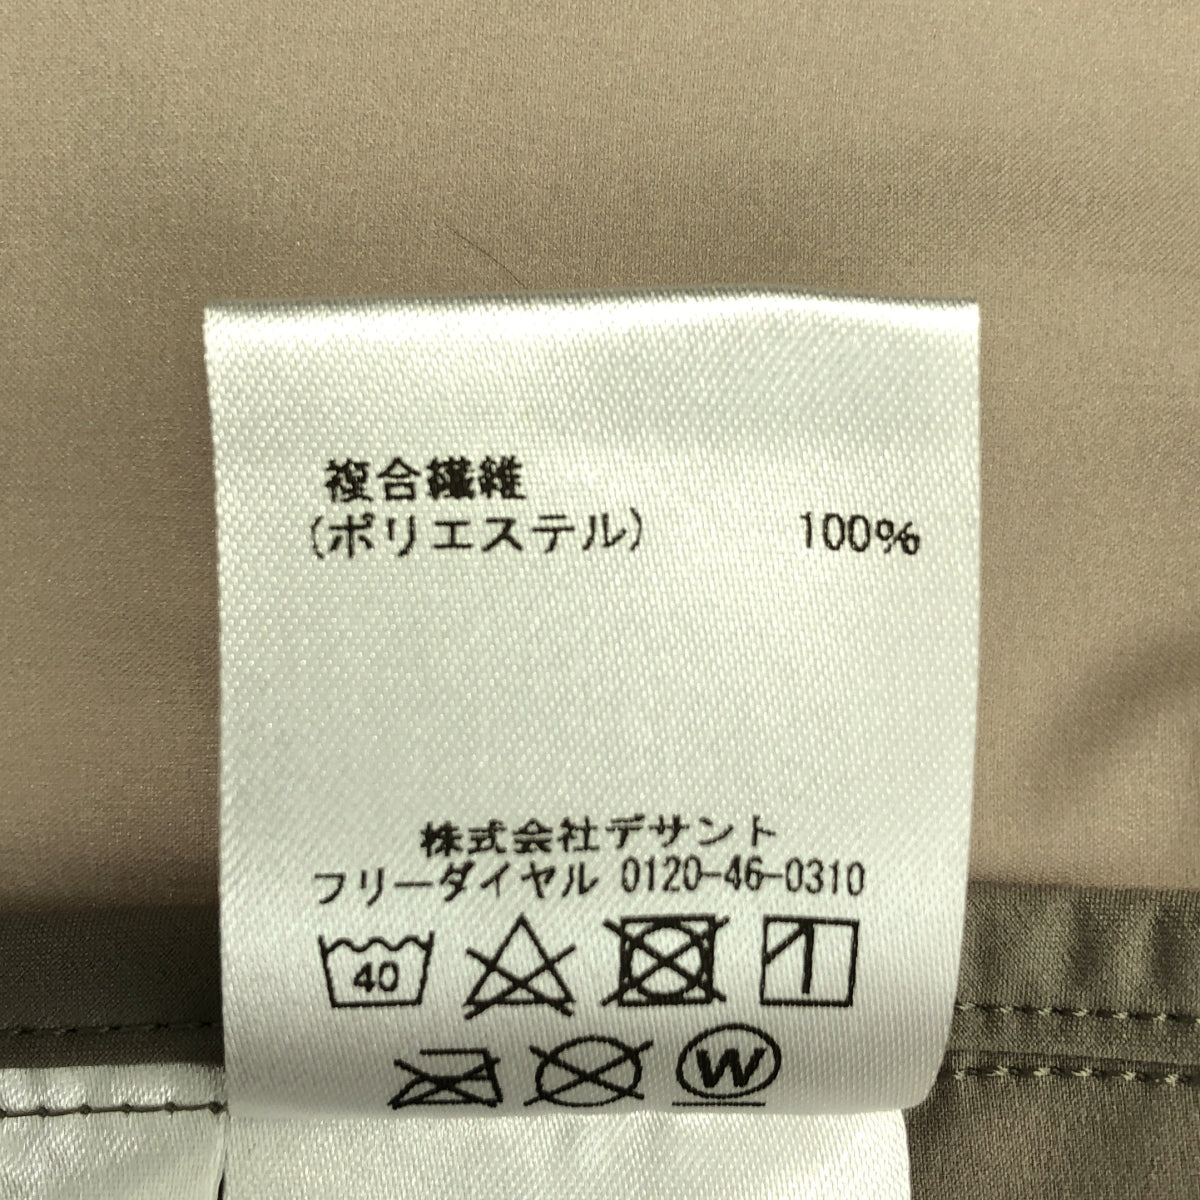 複合繊維
(ポリエステル) 100%
株式会社デサント
フリーダイヤル 0120-46-0310
40
W